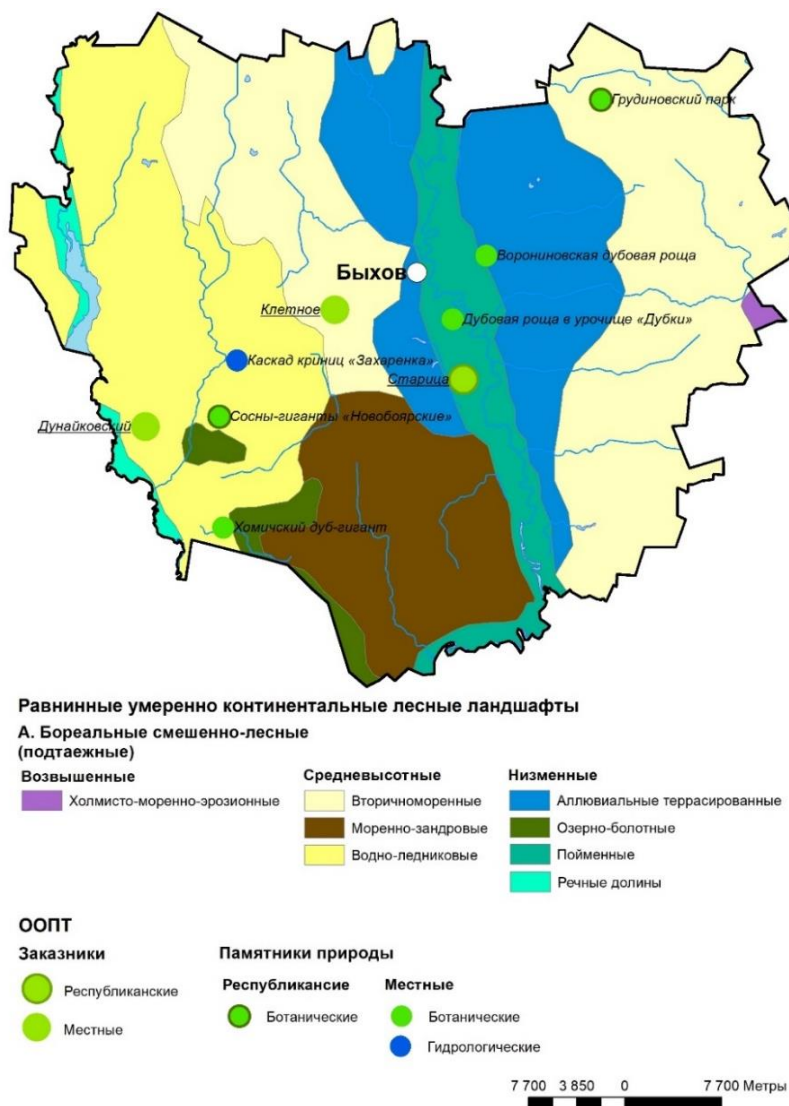 Грудиновский парк
Ворониновская дубовая роща
Быхов
Клетное
Дубовая роща в урочище «Дубки»
Каскад криниц «Захаренка»
Старица
Сосны-гиганты «Новобоярские»
Дунайковский
Хомичский дуб-гигант
Равнинные умеренно континентальные лесные ландшафты
А. Бореальные смешенно-лесные
(подтаежные)
Возвышенные
Холмисто-моренно-эрозионные
Средневысотные
Вторичноморенные
Моренно-зандровые
Водно-ледниковые
Низменные
Аллювиальные террасированные
Озерно-болотные
Пойменные
Речные долины
ООПТ
Заказники
Республиканские
Местные
Памятники природы
Республикансие
Ботанические
Местные
Ботанические
Гидрологические
7 700 3 850 0 7 700 Метры